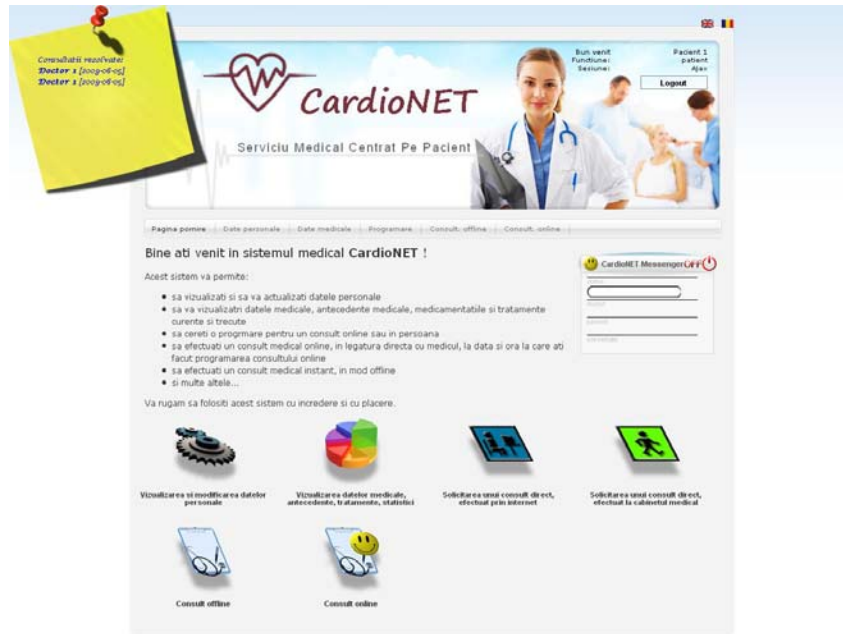 Consultatii rezolvate:
Doctor 1 [2009-06-05]
Doctor 1 [2009-06-05]
CardioNET
Serviciu Medical Centrat Pe Pacient
Bun venit Pacient 1
Functiune: patient
Sesiune: Ajax
Logout
Pagina pornire | Date personale | Date medicale | Programare | Consult. offline | Consult. online |
Bine ati venit in sistemul medical CardioNET !
Acest sistem va permite:
sa vizualizati si sa va actualizati datele personale
sa va vizualizatn datele medicale, antecedente medicale, medicamentatiile si tratamente
curente si trecute
sa cereti o progrmare pentru un consult online sau in persoana
sa efectuati un consult medical online, in legatura directa cu medicul, la data si ora la care ati
facut programarea consultului online
sa efectuati un consult medical instant, in mod offline
si multe altele...
Va rugam sa folositi acest sistem cu incredere si cu placere.
CardioNET Messenger OFF
Vizualizarea si modificarea datelor
personale
Vizualizarea datelor medicale,
antecedente, tratamente, statistici
Solicitarea unui consult direct,
efectuat prin internet
Solicitarea unui consult direct,
efectuat la cabinetul medical
Consult offline
Consult online